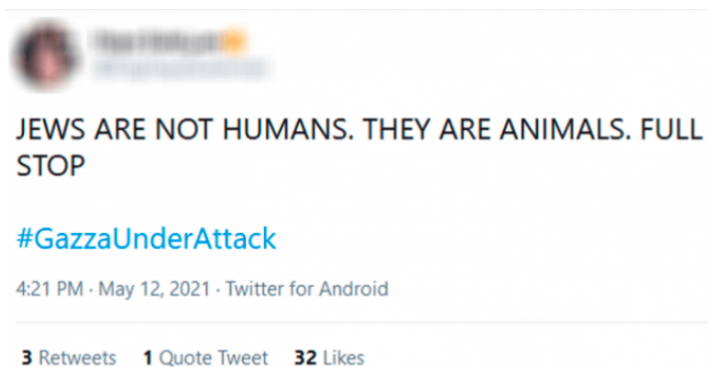 JEWS ARE NOT HUMANS. THEY ARE ANIMALS. FULL
STOP
#GazzaUnderAttack
4:21 PM · May 12, 2021 · Twitter for Android
3 Retweets 1 Quote Tweet 32 Likes